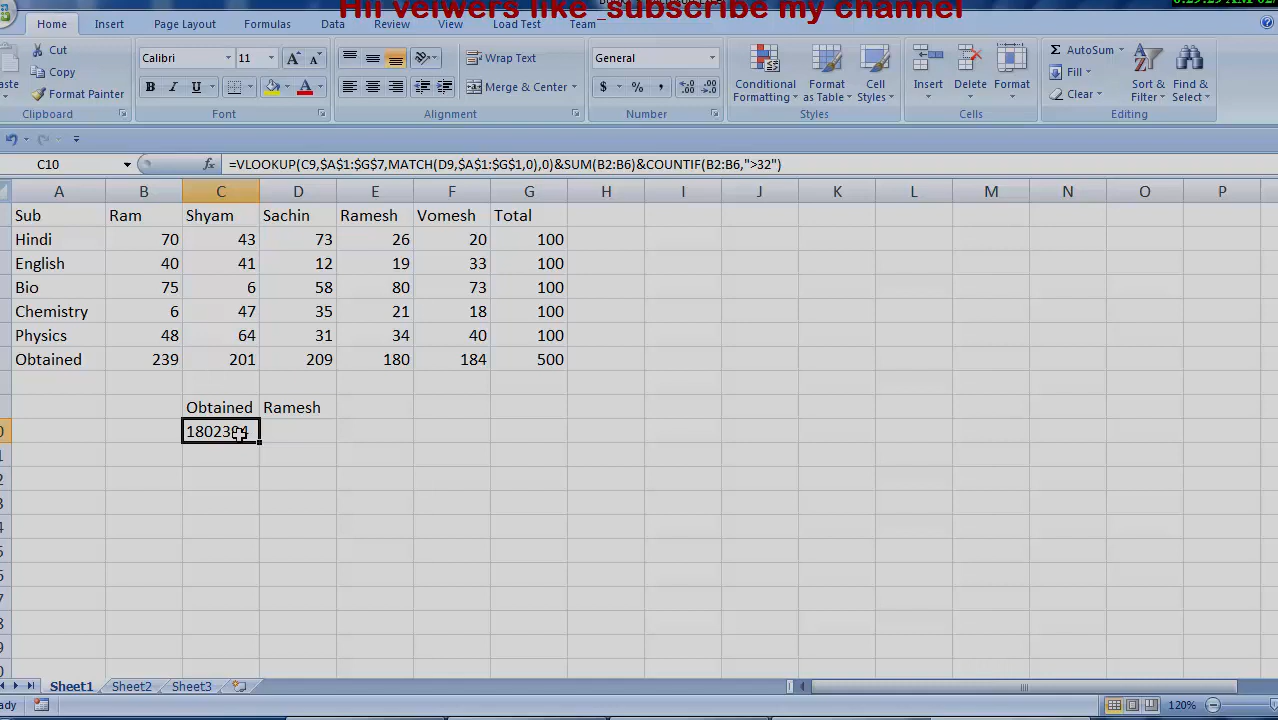 Hii veiwers like_subscribe my channel
Home Insert Page Layout Formulas Data Review View Load Test Team
Cut
Copy
Format Painter
Clipboard
Calibri 11
B I U
Font
Wrap Text
Merge & Center
Alignment
General
$ % ,
Number
Conditional Formatting
Format as Table
Cell Styles
Styles
Insert Delete Format
Cells
AutoSum
Fill
Clear
Sort & Filter
Find & Select
Editing
C10 fx =VLOOKUP(C9,$A$1:$G$7,MATCH(D9,$A$1:$G$1,0),0)&SUM(B2:B6)&COUNTIF(B2:B6,">32")
A B C D E F G H I J K L M N O P
Sub Ram Shyam Sachin Ramesh Vomesh Total
Hindi 70 43 73 26 20 100
English 40 41 12 19 33 100
Bio 75 6 58 80 73 100
Chemistry 6 47 35 21 18 100
Physics 48 64 31 34 40 100
Obtained 239 201 209 180 184 500
Obtained Ramesh
1802394
Sheet1 Sheet2 Sheet3
120%